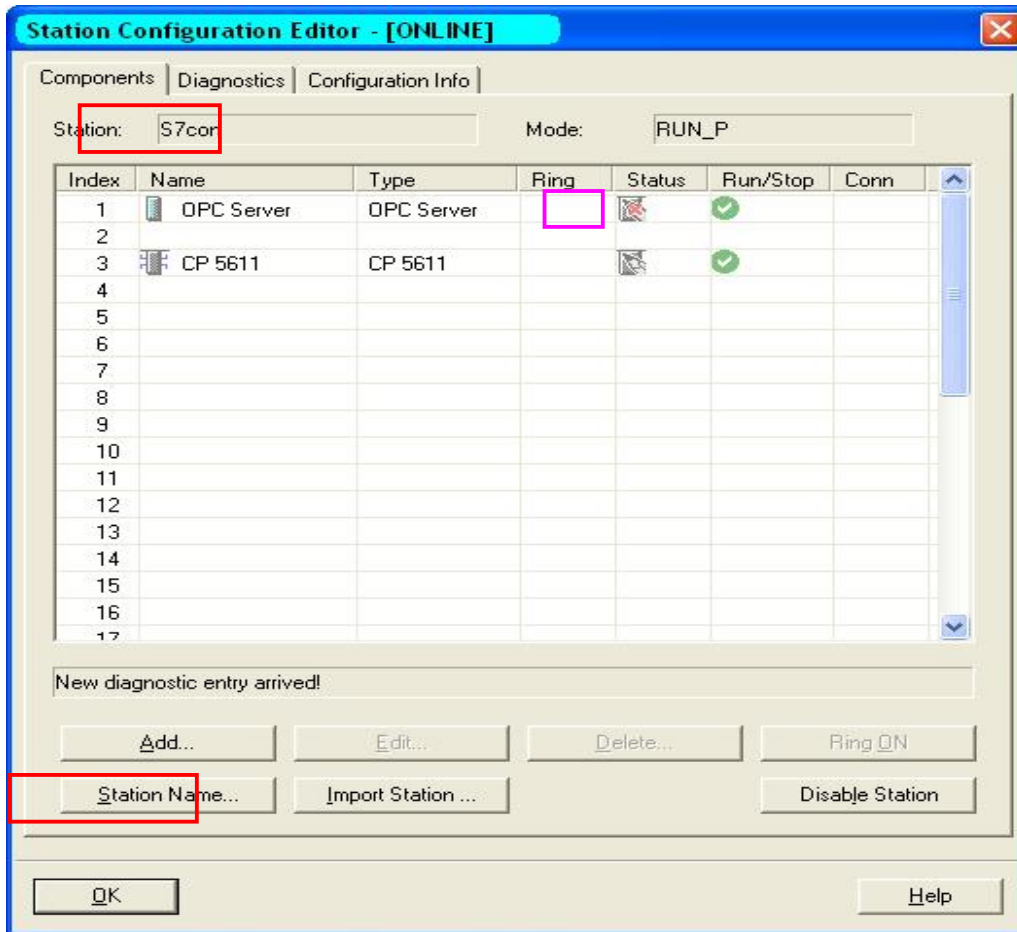 Station Configuration Editor - [ONLINE]
Components Diagnostics Configuration Info
Station: S7con Mode: RUN_P
Index Name Type Ring Status Run/Stop Conn
1 OPC Server OPC Server
2
3 CP 5611 CP 5611
4
5
6
7
8
9
10
11
12
13
14
15
16
17
New diagnostic entry arrived!
Add... Edit... Delete... Ring ON
Station Name... Import Station ... Disable Station
OK Help